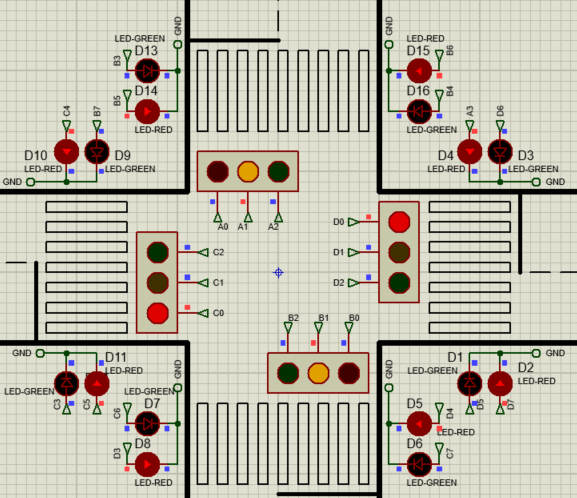 LED-GREEN
GND
GND
LED-RED
B3
D13
D15
B6
B5
D14
D16
B4
LED-RED
LED-GREEN
C4
B7
A3
D6
D10
D9
D4
D3
LED-RED
LED-GREEN
LED-RED
LED-GREEN
GND
GND
A0
A1
A2
D0
C2
D1
C1
D2
C0
B2
B1
B0
GND
D11
D1
GND
LED-RED
GND
GND
D2
LED-GREEN
LED-GREEN
LED-GREEN
LED-RED
C3
C5
C6
D7
D5
D4
D5
D7
LED-RED
D3
D8
D6
C7
LED-RED
LED-GREEN